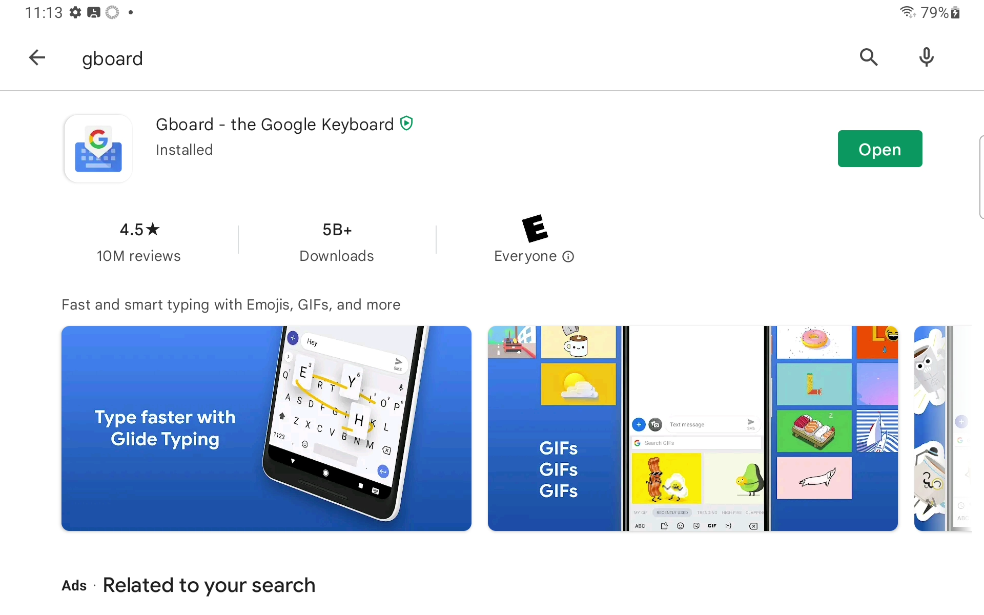 11:13
79%
gboard
Gboard - the Google Keyboard
Installed
Open
4.5★
10M reviews
5B+
Downloads
E
Everyone
Fast and smart typing with Emojis, GIFs, and more
Type faster with
Glide Typing
Hey
E R T Y I O P
A S D F G H K L
Z X C V B N M
?123
GIFs
GIFs
GIFs
Text message
Search GIFs
ABC
GIF
Ads · Related to your search